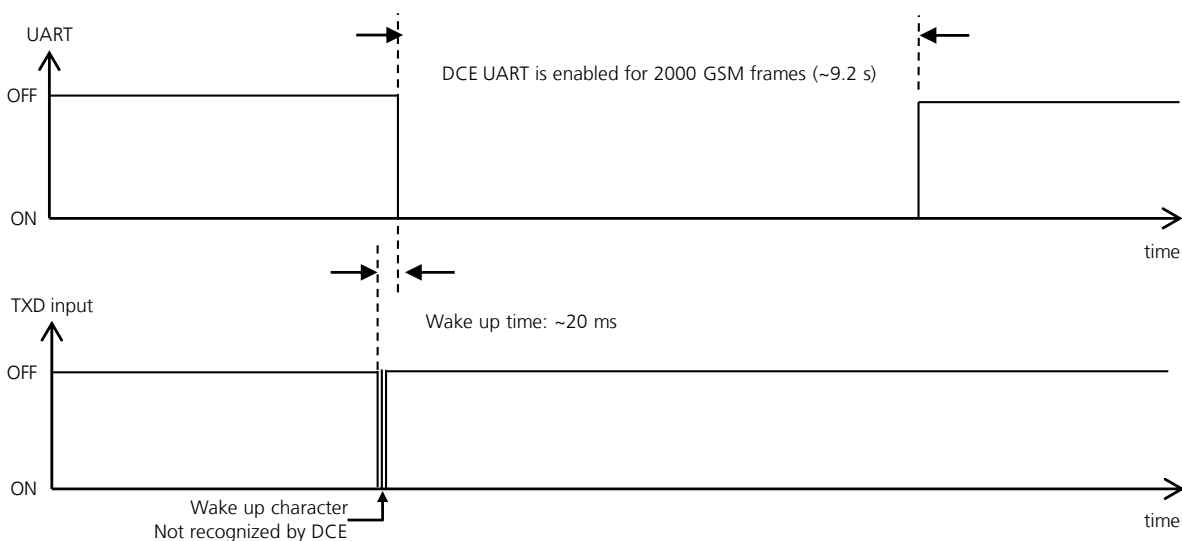 UART
DCE UART is enabled for 2000 GSM frames (~9.2 s)
OFF
ON
time
TXD input
Wake up time: ~20 ms
OFF
ON
Wake up character
Not recognized by DCE
time